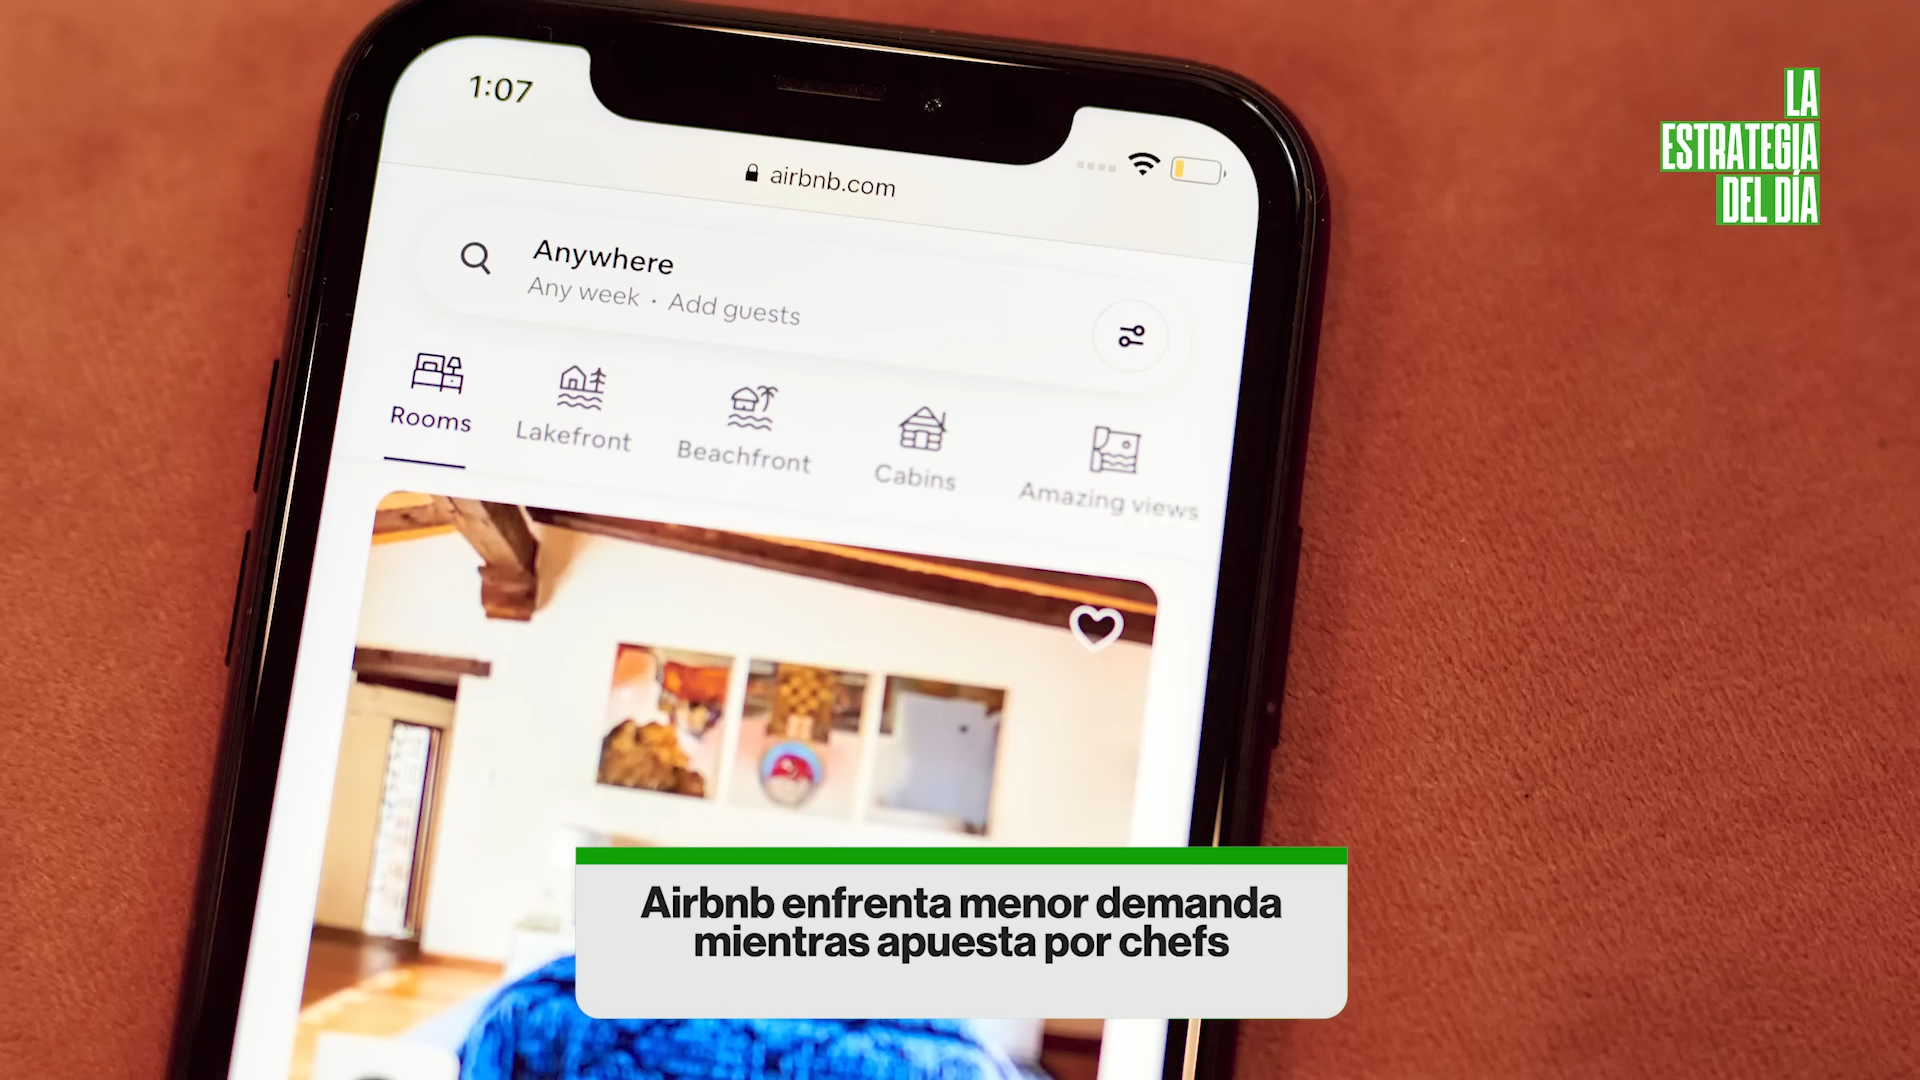 1:07
airbnb.com
Anywhere
Any week · Add guests
Rooms
Lakefront
Beachfront
Cabins
Amazing views
LA
ESTRATEGIA
DEL DÍA
Airbnb enfrenta menor demanda
mientras apuesta por chefs